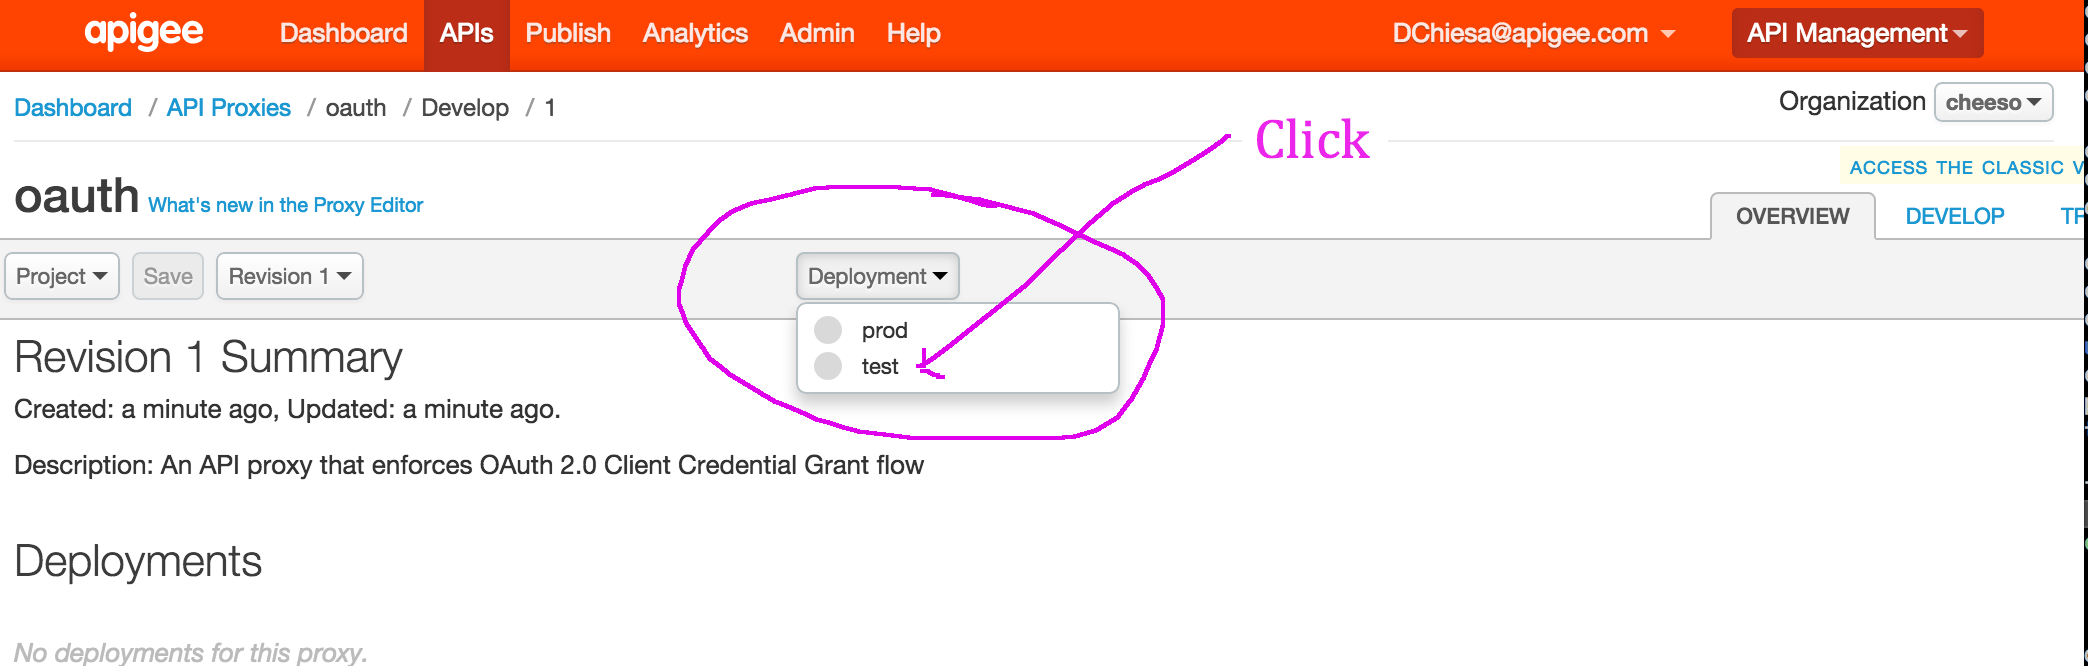 apigee Dashboard APIs Publish Analytics Admin Help DChiesa@apigee.com API Management
Dashboard / API Proxies / oauth / Develop / 1
Organization cheeso
Click
ACCESS THE CLASSIC V
oauth What's new in the Proxy Editor
OVERVIEW DEVELOP TR
Project Save Revision 1 Deployment
prod
test
Revision 1 Summary
Created: a minute ago, Updated: a minute ago.
Description: An API proxy that enforces OAuth 2.0 Client Credential Grant flow
Deployments
No deployments for this proxy.